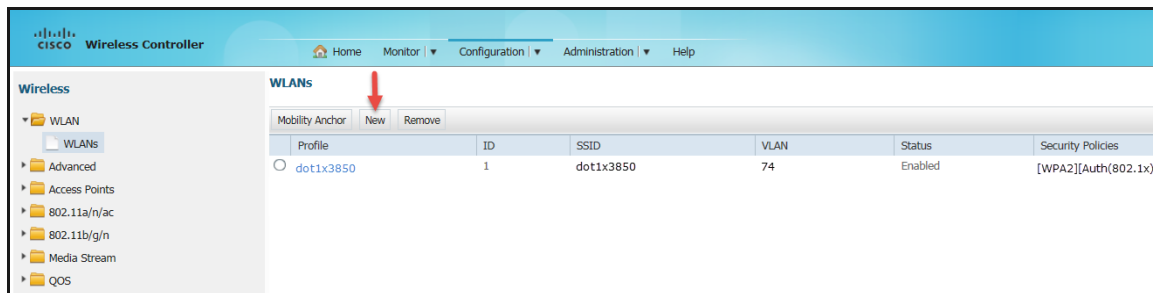 CISCO Wireless Controller
Home Monitor Configuration Administration Help
Wireless
WLAN
WLANs
Advanced
Access Points
802.11a/n/ac
802.11b/g/n
Media Stream
QOS
WLANs
Mobility Anchor New Remove
Profile ID SSID VLAN Status Security Policies
dot1x3850 1 dot1x3850 74 Enabled [WPA2][Auth(802.1x)